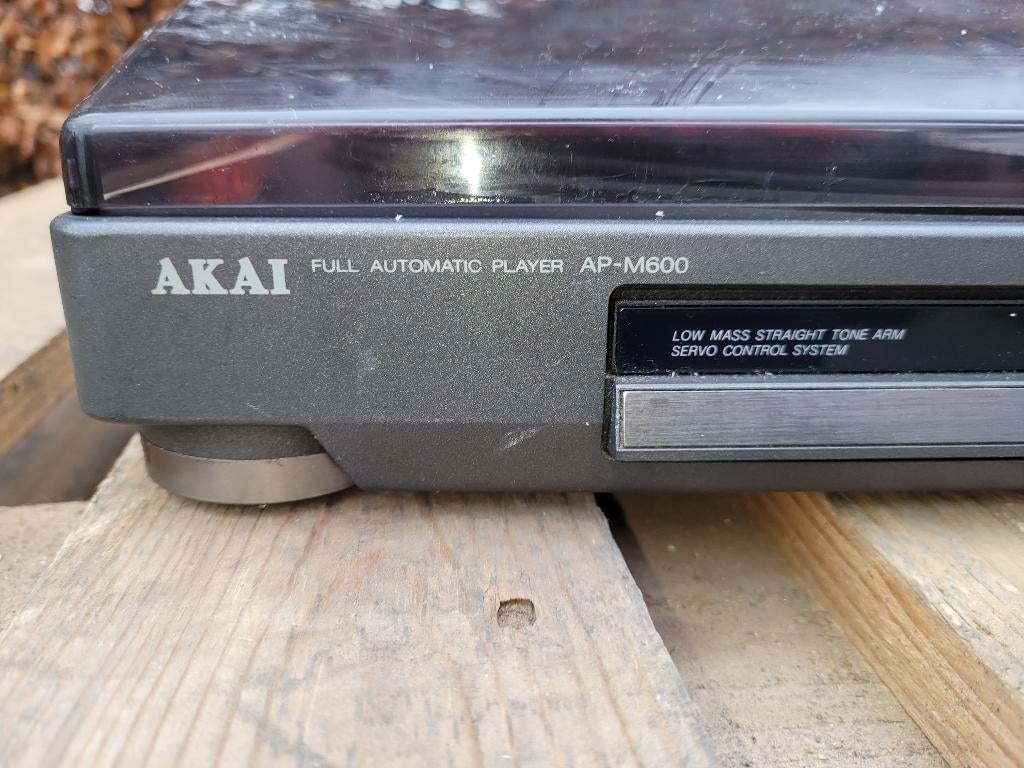 AKAI FULL AUTOMATIC PLAYER AP-M600
LOW MASS STRAIGHT TONE ARM
SERVO CONTROL SYSTEM